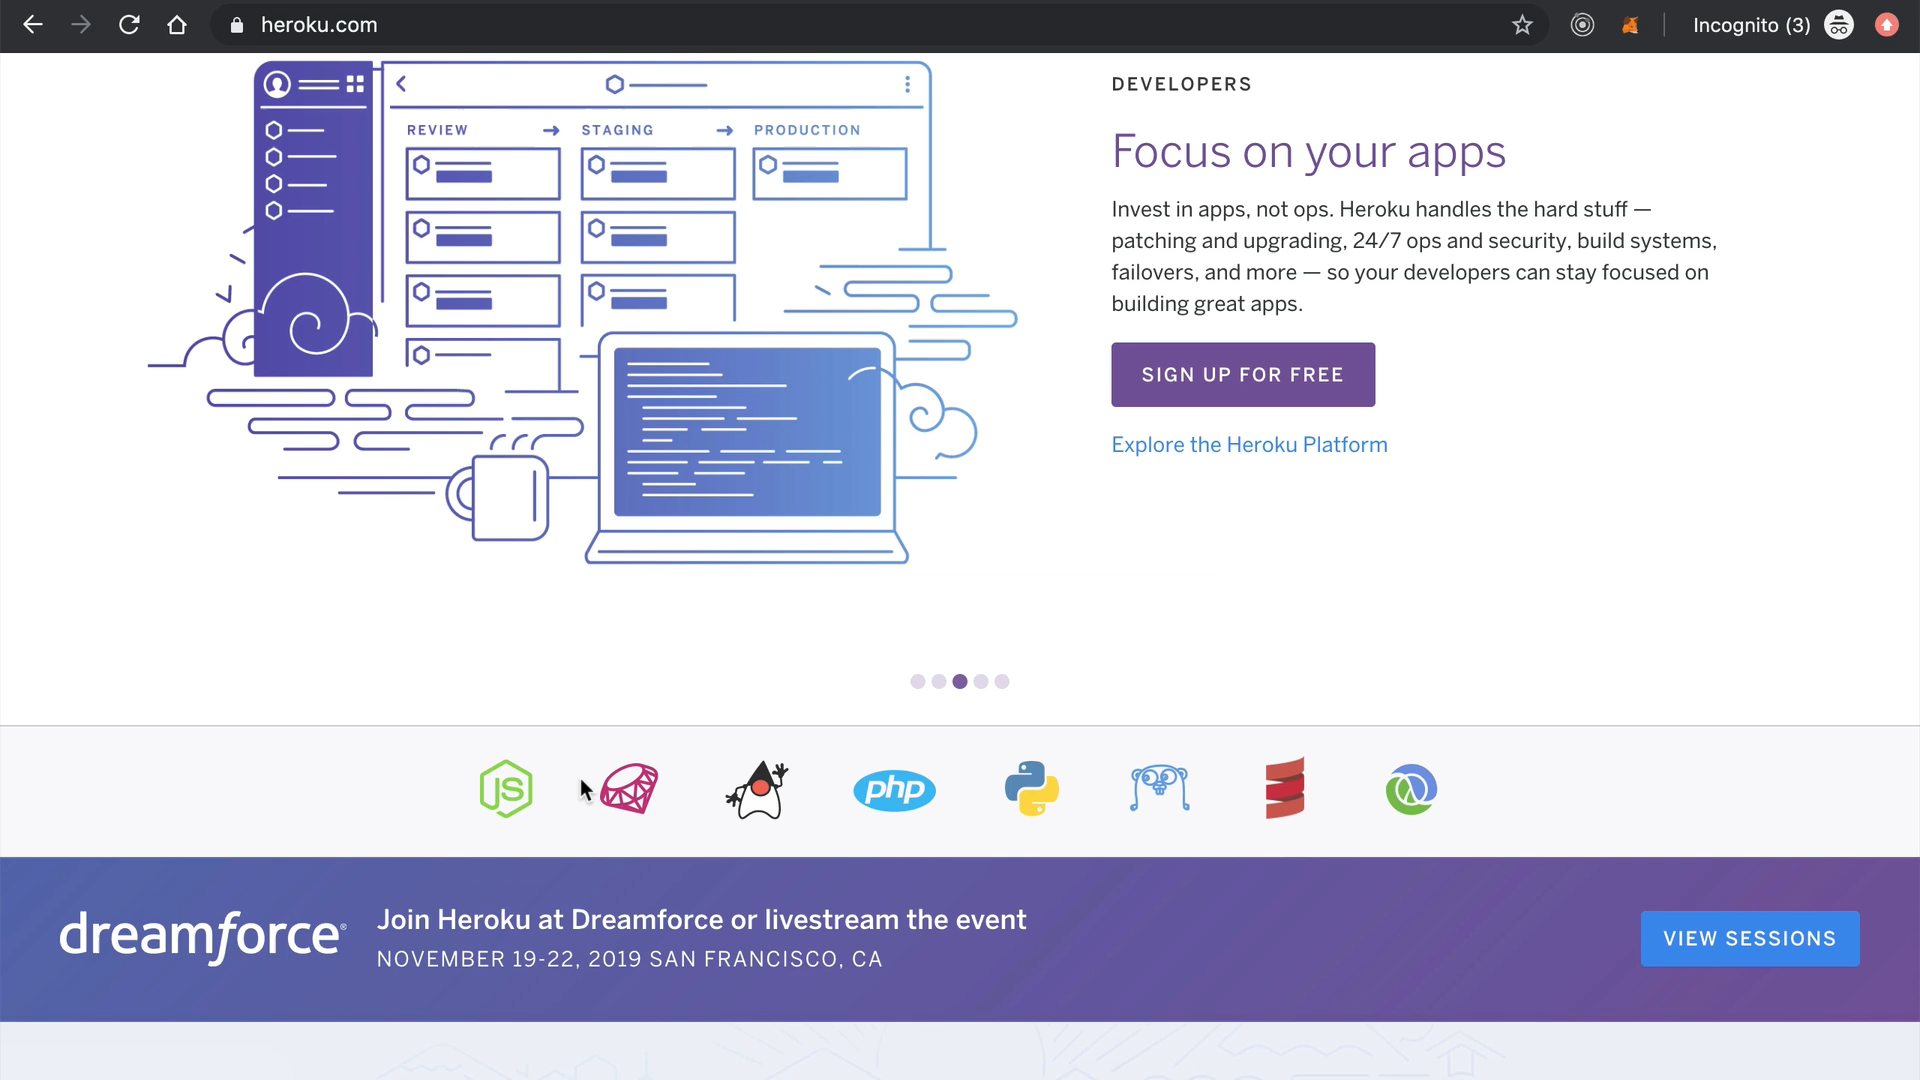 heroku.com
Incognito (3)
REVIEW
STAGING
PRODUCTION
DEVELOPERS
Focus on your apps
Invest in apps, not ops. Heroku handles the hard stuff —
patching and upgrading, 24/7 ops and security, build systems,
failovers, and more — so your developers can stay focused on
building great apps.
SIGN UP FOR FREE
Explore the Heroku Platform
JS
php
dreamforce
Join Heroku at Dreamforce or livestream the event
NOVEMBER 19-22, 2019 SAN FRANCISCO, CA
VIEW SESSIONS